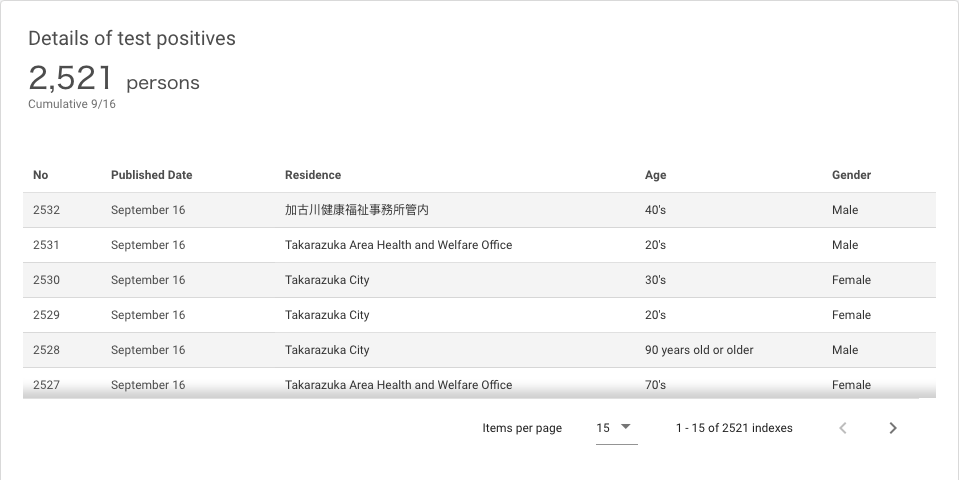 Details of test positives
2,521 persons
Cumulative 9/16
No Published Date Residence Age Gender
2532 September 16 加古川健康福祉事務所管内 40's Male
2531 September 16 Takarazuka Area Health and Welfare Office 20's Male
2530 September 16 Takarazuka City 30's Female
2529 September 16 Takarazuka City 20's Female
2528 September 16 Takarazuka City 90 years old or older Male
2527 September 16 Takarazuka Area Health and Welfare Office 70's Female
Items per page 15 1 - 15 of 2521 indexes